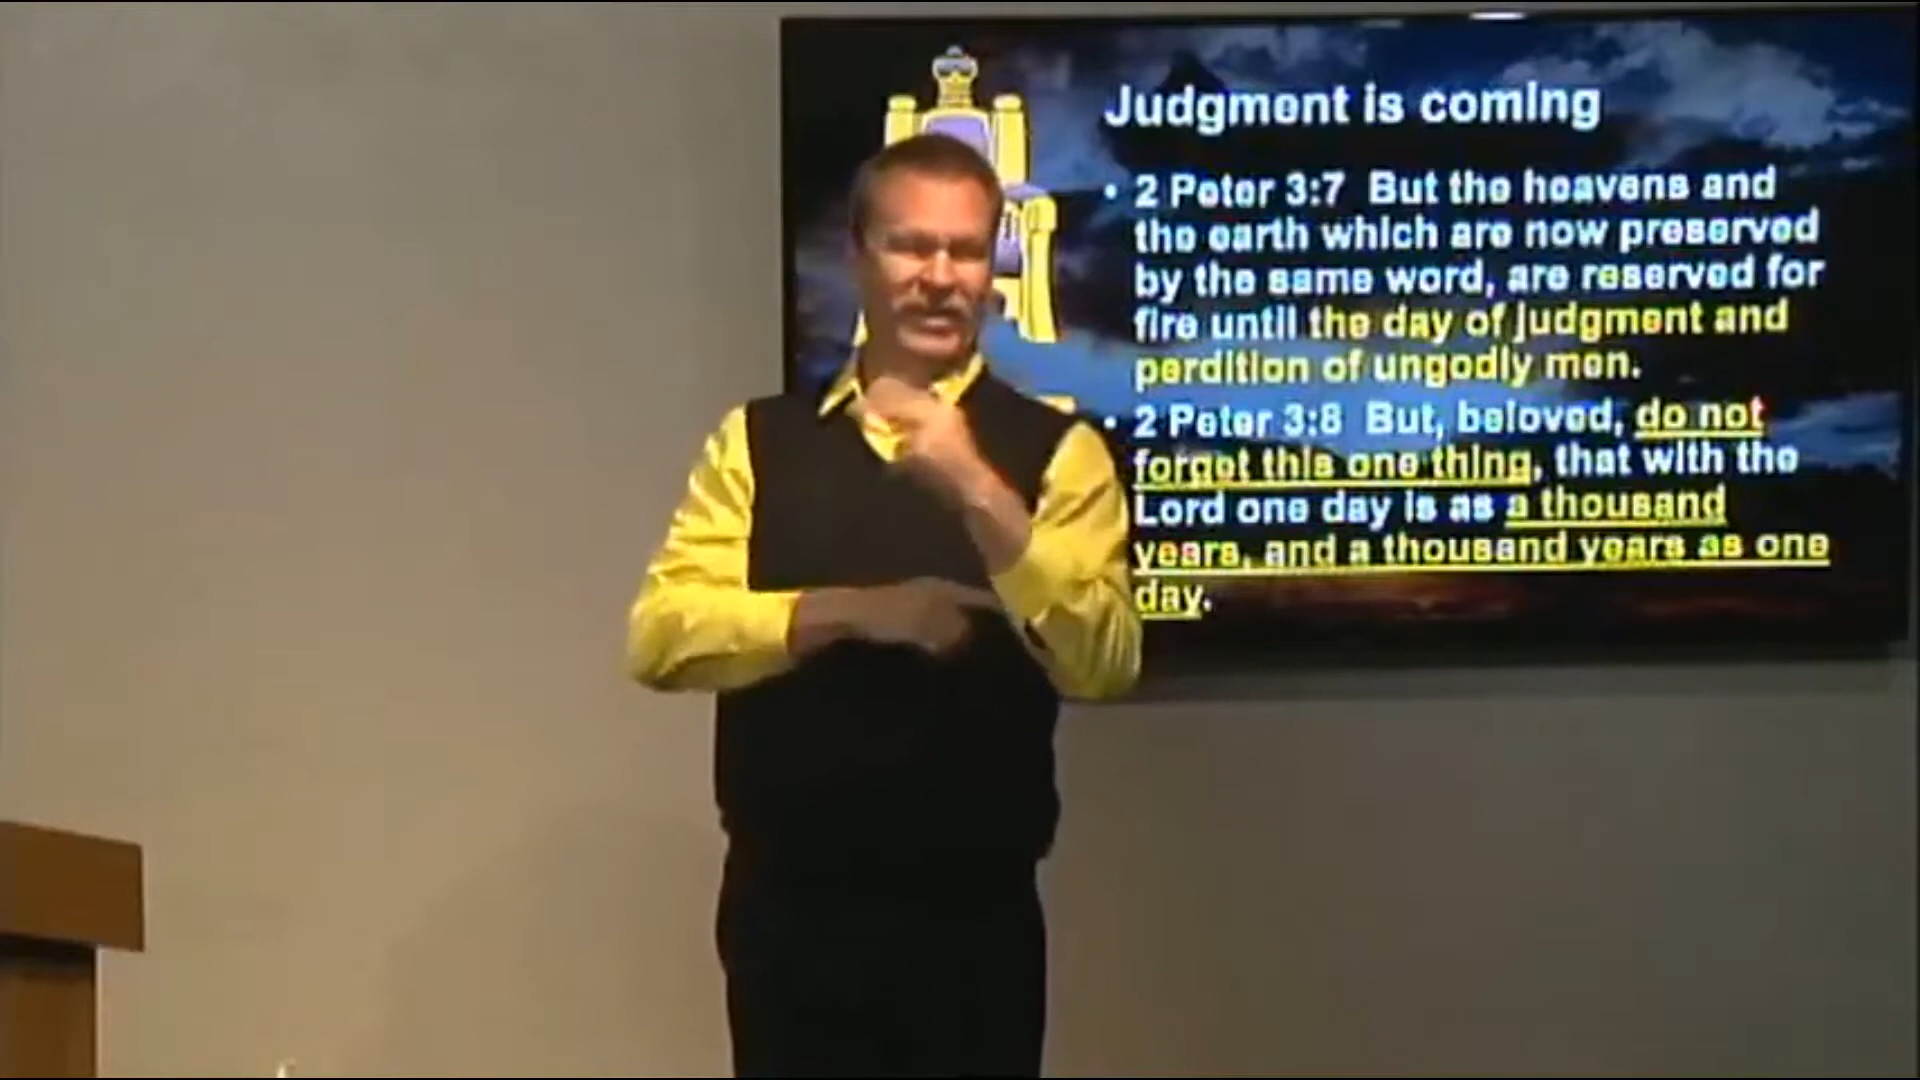 Judgment is coming
• 2 Peter 3:7 But the heavens and
the earth which are now preserved
by the same word, are reserved for
fire until the day of judgment and
perdition of ungodly men.
• 2 Peter 3:8 But, beloved, do not
forget this one thing, that with the
Lord one day is as a thousand
years, and a thousand years as one
day.